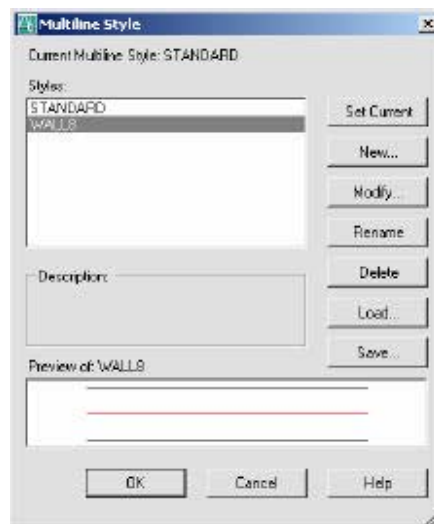 Multiline Style
Current Multiline Style: STANDARD
Styles:
STANDARD
WALL8
Set Current
New...
Modify...
Rename
Delete
Load...
Save...
Description:
Preview of: WALL8
OK
Cancel
Help